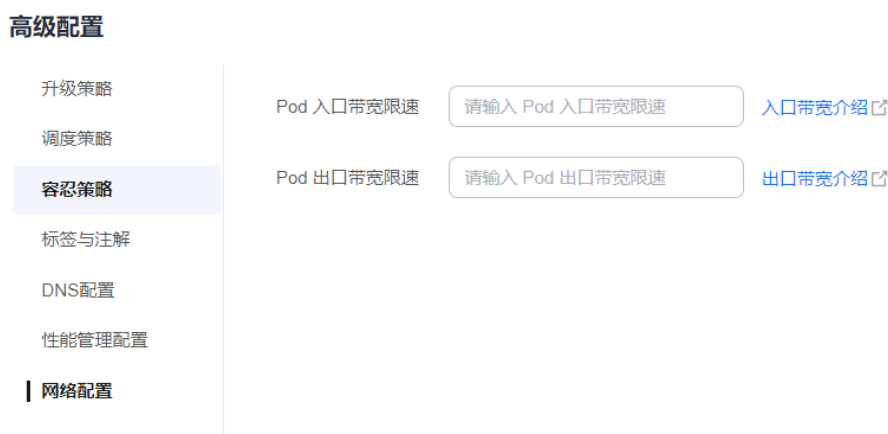 高级配置
升级策略
调度策略
容忍策略
标签与注解
DNS配置
性能管理配置
网络配置
Pod 入口带宽限速 请输入 Pod 入口带宽限速 入口带宽介绍
Pod 出口带宽限速 请输入 Pod 出口带宽限速 出口带宽介绍